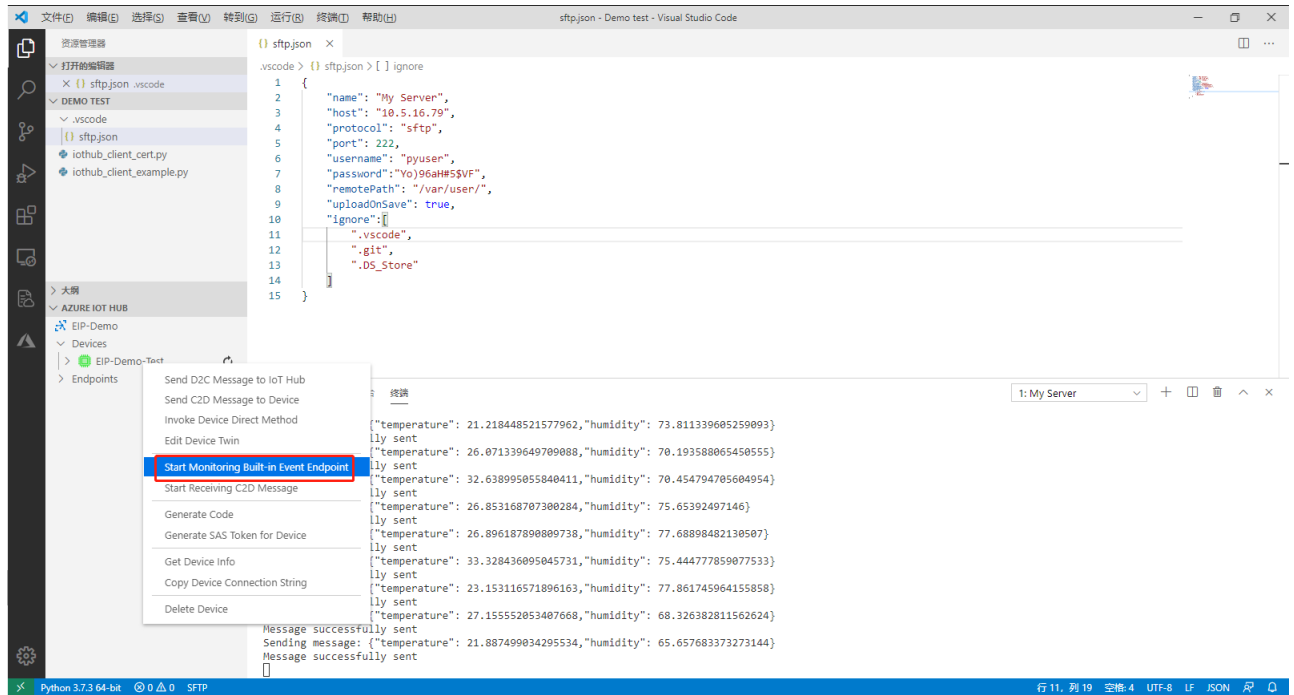 文件(F) 编辑(E) 选择(S) 查看(V) 转到(G) 运行(R) 终端(T) 帮助(H)
sftp.json - Demo test - Visual Studio Code
资源管理器
打开的编辑器
{} sftp.json .vscode
DEMO TEST
.vscode
{} sftp.json
iothub_client_cert.py
iothub_client_example.py
大纲
AZURE IOT HUB
EIP-Demo
Devices
EIP-Demo-Test
Endpoints
{} sftp.json
.vscode > {} sftp.json > [ ] ignore
1 {
2 "name": "My Server",
3 "host": "10.5.16.79",
4 "protocol": "sftp",
5 "port": 222,
6 "username": "pyuser",
7 "password":"Yo)96aH#5$VF",
8 "remotePath": "/var/user/",
9 "uploadOnSave": true,
10 "ignore":[
11 ".vscode",
12 ".git",
13 ".DS_Store"
14 ]
15 }
Send D2C Message to IoT Hub
Send C2D Message to Device
Invoke Device Direct Method
Edit Device Twin
Start Monitoring Built-in Event Endpoint
Start Receiving C2D Message
Generate Code
Generate SAS Token for Device
Get Device Info
Copy Device Connection String
Delete Device
终端
1: My Server
{"temperature": 21.218448521577962,"humidity": 73.811339605259093}
lly sent
{"temperature": 26.071339649709088,"humidity": 70.193588065450555}
lly sent
{"temperature": 32.638995055840411,"humidity": 70.454794705604954}
lly sent
{"temperature": 26.853168707300284,"humidity": 75.65392497146}
lly sent
{"temperature": 26.896187890809738,"humidity": 77.68898482130507}
lly sent
{"temperature": 33.328436095045731,"humidity": 75.444777859077533}
lly sent
{"temperature": 23.153116571896163,"humidity": 77.861745964155858}
lly sent
{"temperature": 27.155552053407668,"humidity": 68.326382811562624}
Message successfully sent
Sending message: {"temperature": 21.887499034295534,"humidity": 65.657683373273144}
Message successfully sent
Python 3.7.3 64-bit 0 0 SFTP
行 11, 列 19 空格: 4 UTF-8 LF JSON